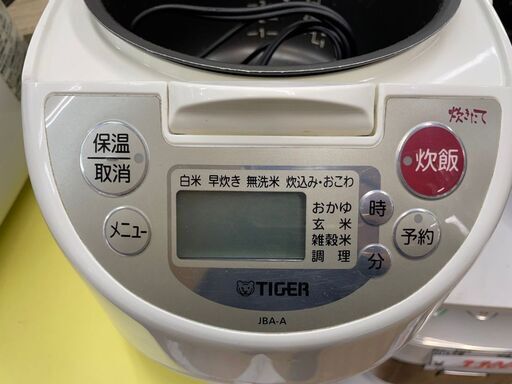 炊きたて
保温
取消
炊飯
白米 早炊き 無洗米 炊込み・おこわ
おかゆ
玄米
雑穀米
調理
時
分
メニュー
予約
TIGER
JBA-A